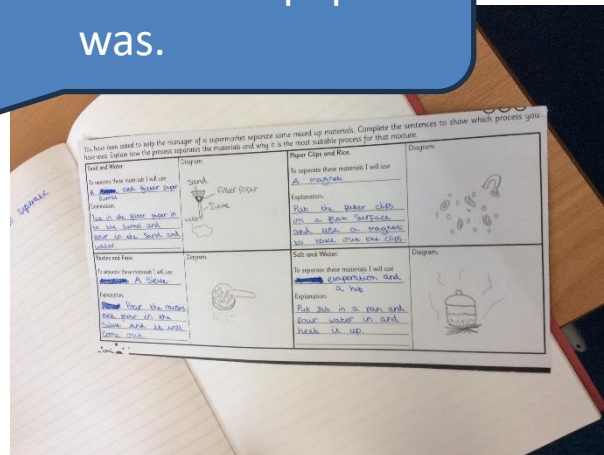 was.
You have been asked to help the manager of a supermarket separate some mixed up materials. Complete the sentences to show which process you
have used. Explain how the process separates the materials and why it is the most suitable process for that mixture.
Sand and Water
To separate these materials I will use
A and filter paper
funnel
Explanation:
Put in the filter paper in
to the funnel and
pour in the sand and
water.
Diagram:
Sand
Filter paper
Sieve
water
Paper Clips and Rice.
To separate these materials I will use
A magnet
Explanation:
Put the paper clips
on a flat surface
and use a magnet
to take out the clips
Diagram:
Raisins and Flour
To separate these materials I will use
A Sieve
Explanation:
Pour the raisins
and flour in the
Sieve and it will
Come out.
Diagram:
Salt and Water.
To separate these materials I will use
evaporation and
a hob
Explanation:
Put salt in a pan and
Pour water in and
heat it up.
Diagram:
separate